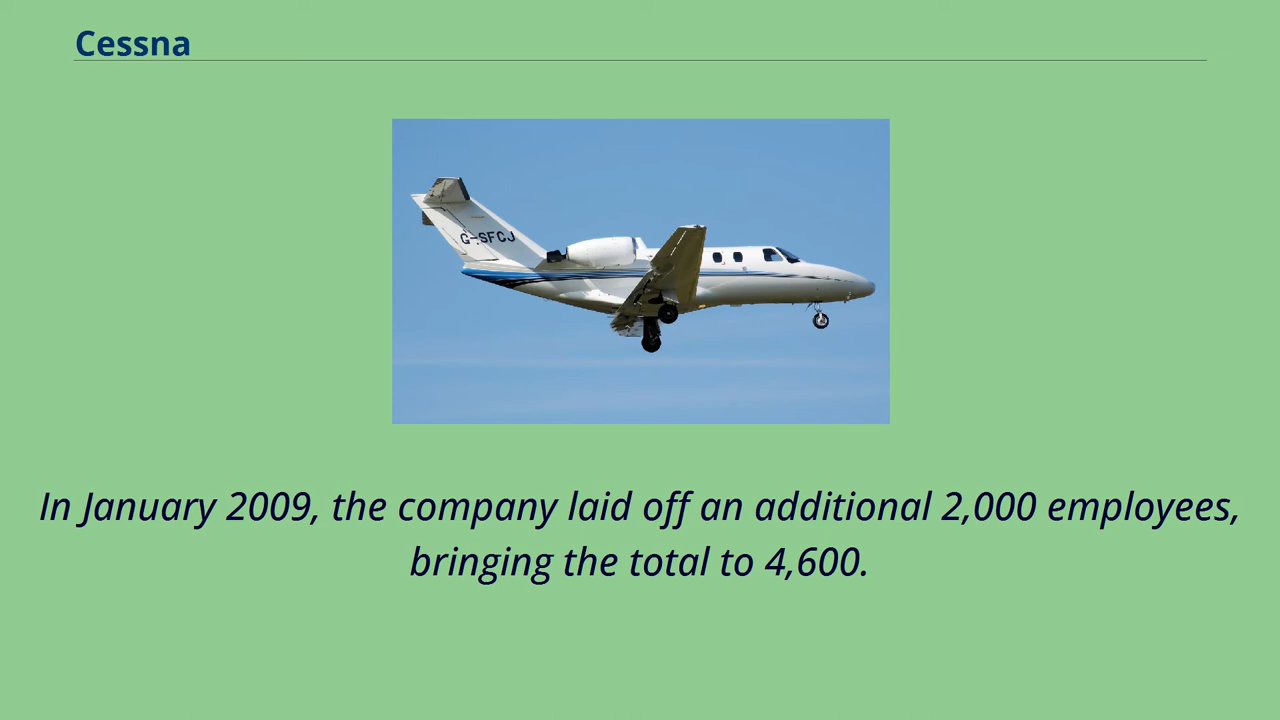 Cessna
G-SFCJ
In January 2009, the company laid off an additional 2,000 employees,
bringing the total to 4,600.